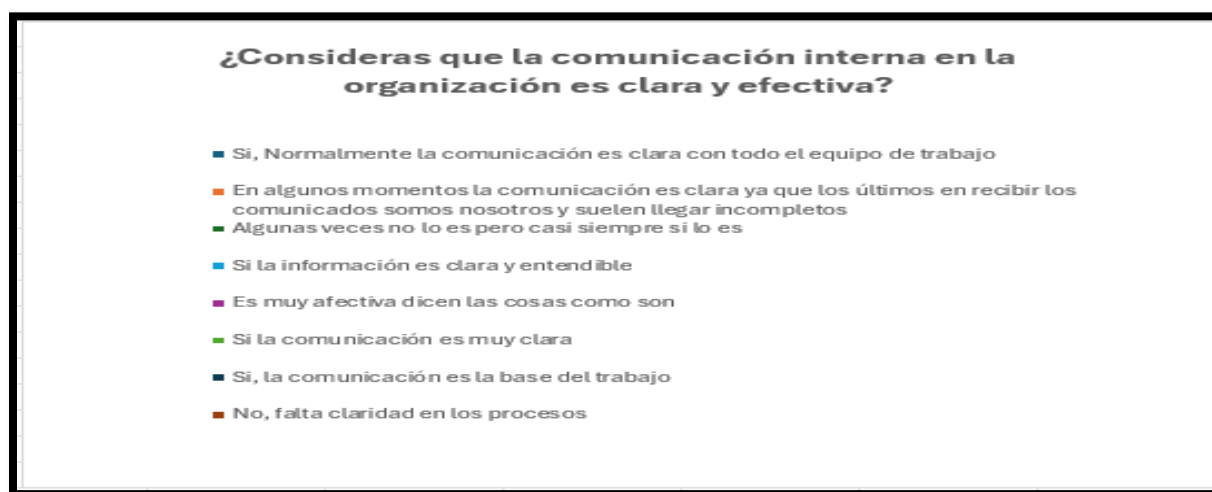 ¿Consideras que la comunicación interna en la
organización es clara y efectiva?
Si, Normalmente la comunicación es clara con todo el equipo de trabajo
En algunos momentos la comunicación es clara ya que los últimos en recibir los
comunicados somos nosotros y suelen llegar incompletos
Algunas veces no lo es pero casi siempre si lo es
Si la información es clara y entendible
Es muy afectiva dicen las cosas como son
Si la comunicación es muy clara
Si, la comunicación es la base del trabajo
No, falta claridad en los procesos